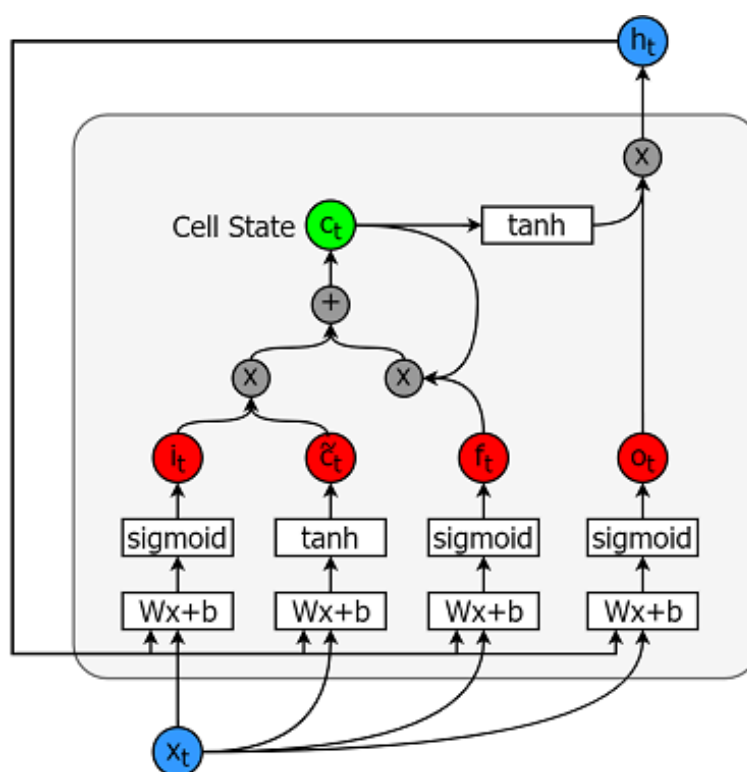 hₜ
X
Cell State cₜ tanh
+
X X
iₜ c̃ₜ fₜ oₜ
sigmoid tanh sigmoid sigmoid
Wx+b Wx+b Wx+b Wx+b
xₜ